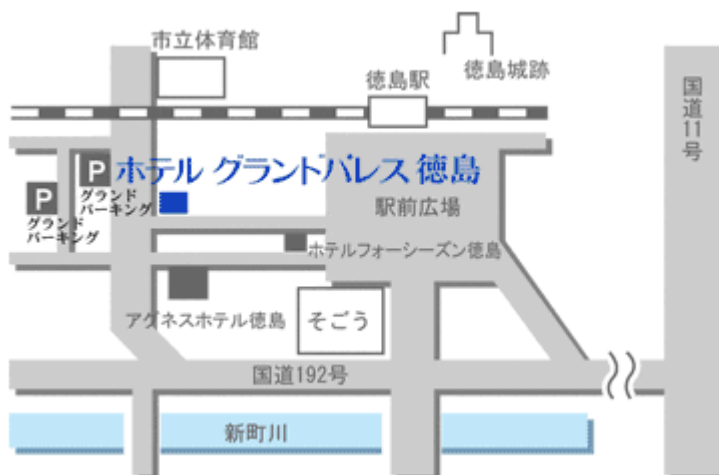 市立体育館
徳島城跡
徳島駅
国道11号
P
ホテル グランドパレス 徳島
P
グランド
パーキング
グランド
パーキング
駅前広場
ホテルフォーシーズン徳島
アグネスホテル徳島
そごう
国道192号
新町川